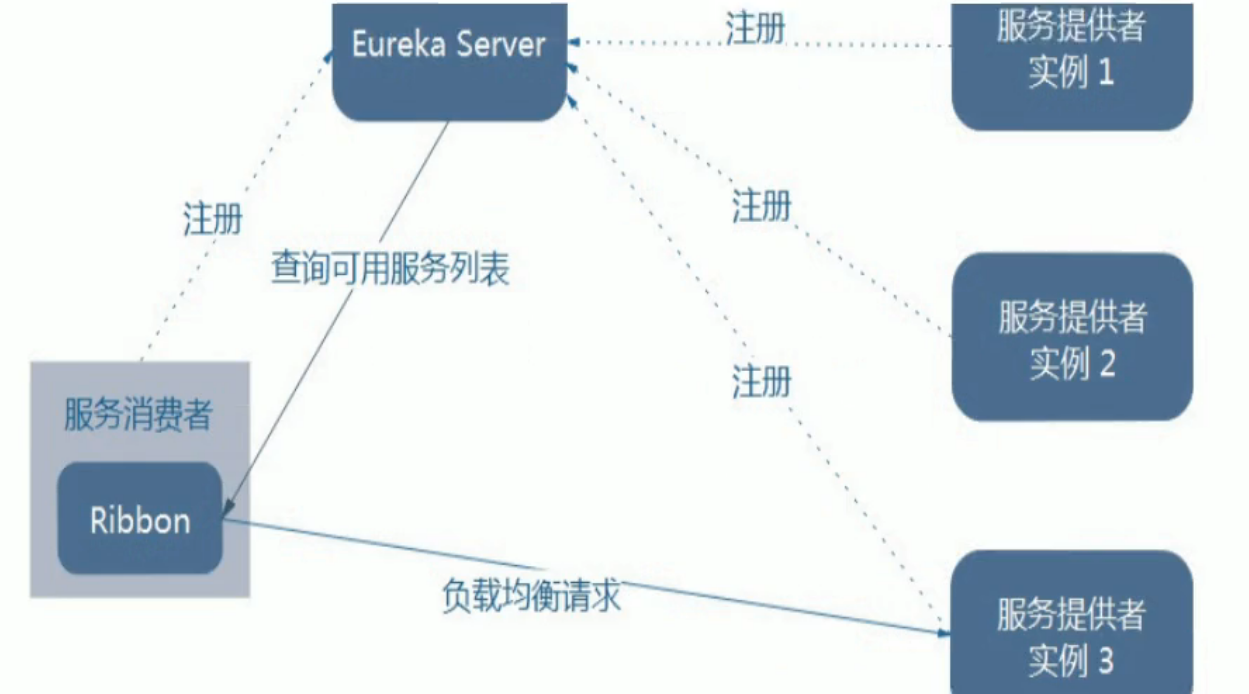 Eureka Server
注册
服务提供者
实例 1
注册
注册
查询可用服务列表
服务提供者
实例 2
注册
服务消费者
Ribbon
负载均衡请求
服务提供者
实例 3